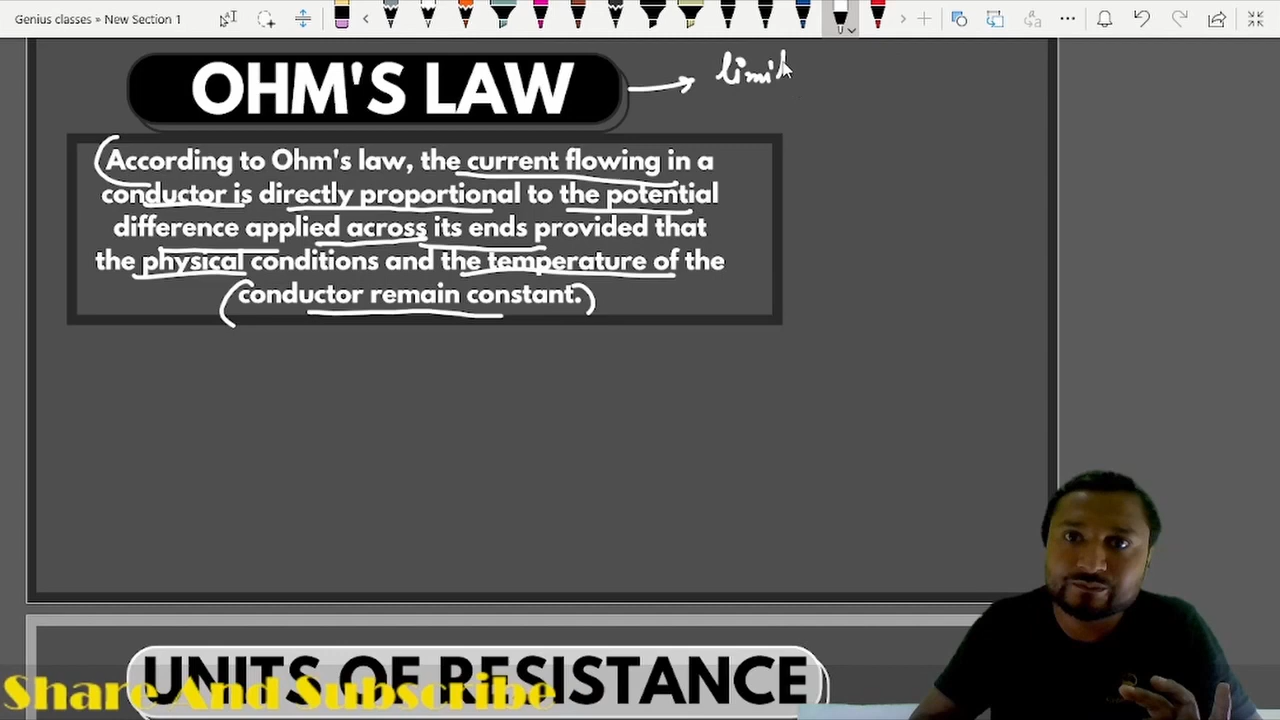 Genius classes » New Section 1
OHM'S LAW
limit
According to Ohm's law, the current flowing in a
conductor is directly proportional to the potential
difference applied across its ends provided that
the physical conditions and the temperature of the
conductor remain constant.
UNITS OF RESISTANCE
Share And Subscribe